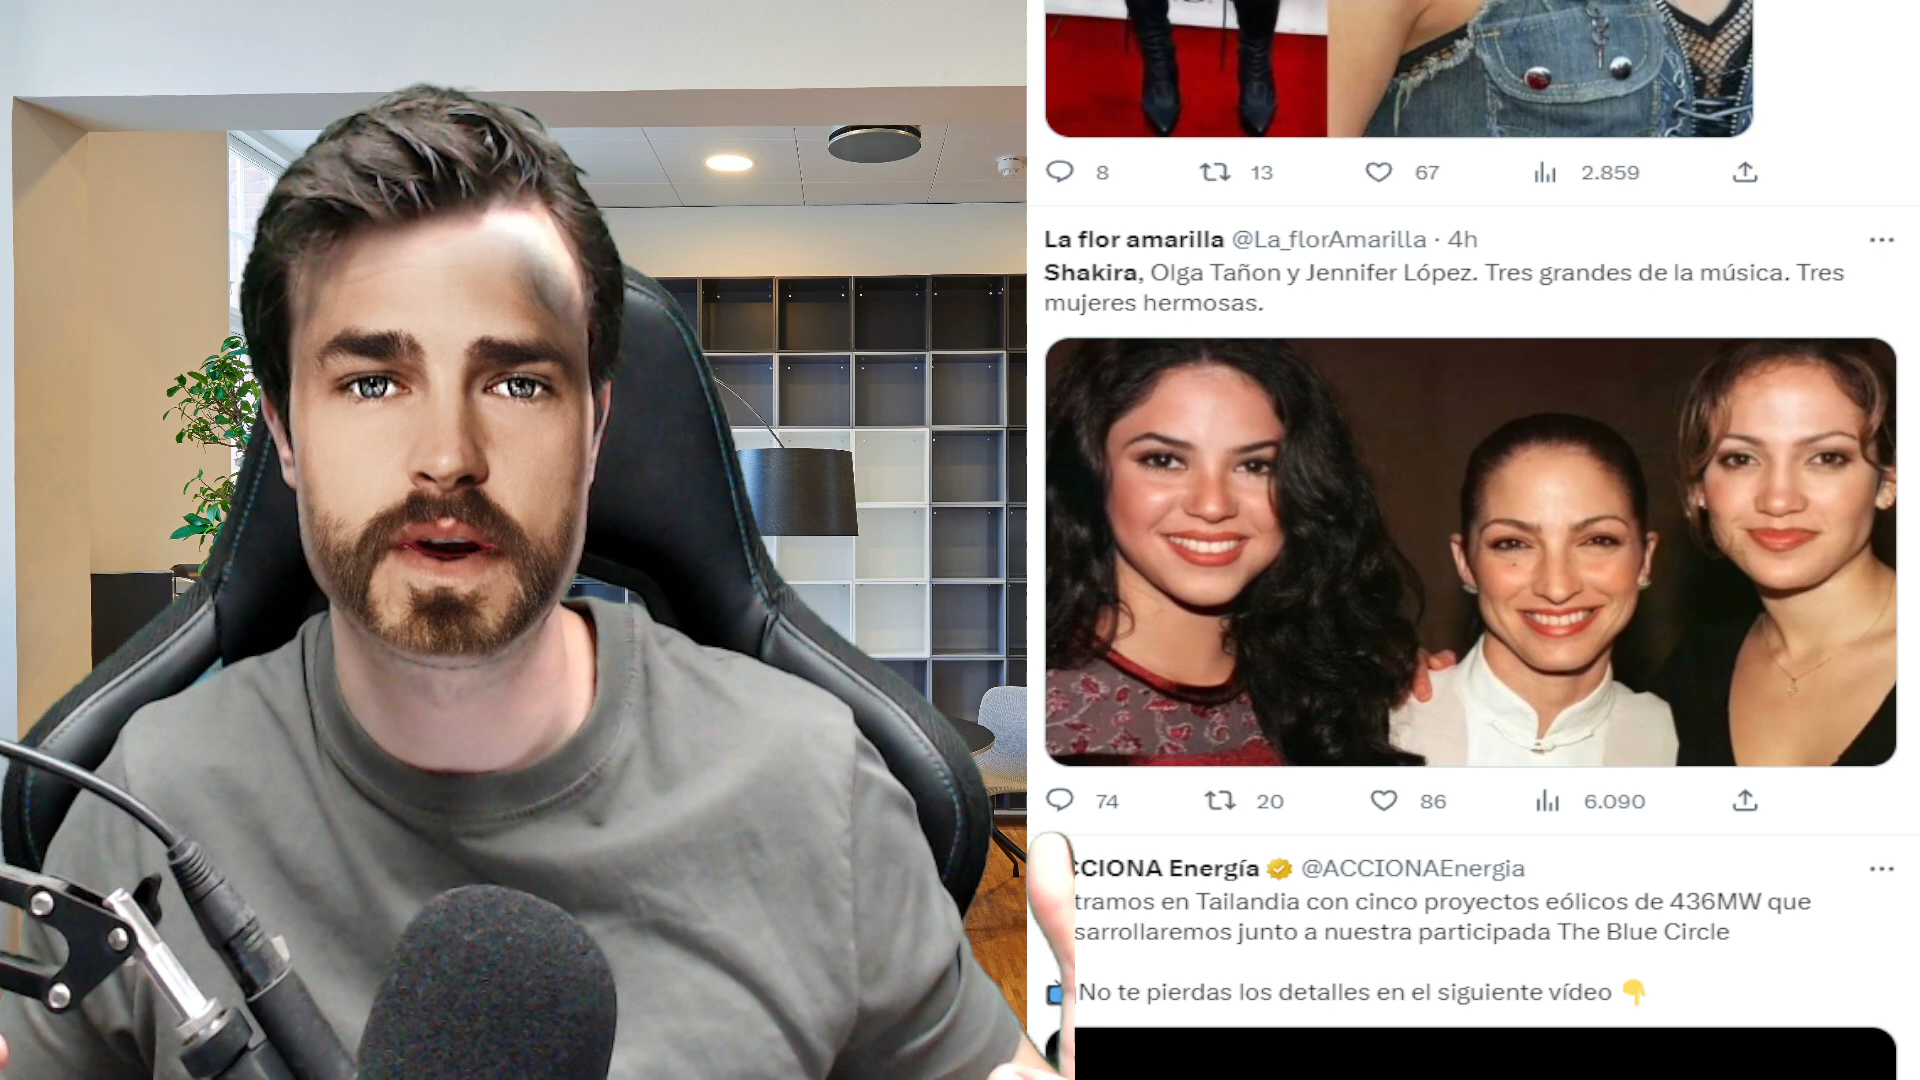 8 13 67 2.859
La flor amarilla @La_florAmarilla · 4h
Shakira, Olga Tañon y Jennifer López. Tres grandes de la música. Tres
mujeres hermosas.
74 20 86 6.090
CCIONA Energía @ACCIONAEnergia
tramos en Tailandia con cinco proyectos eólicos de 436MW que
sarrollaremos junto a nuestra participada The Blue Circle
No te pierdas los detalles en el siguiente vídeo